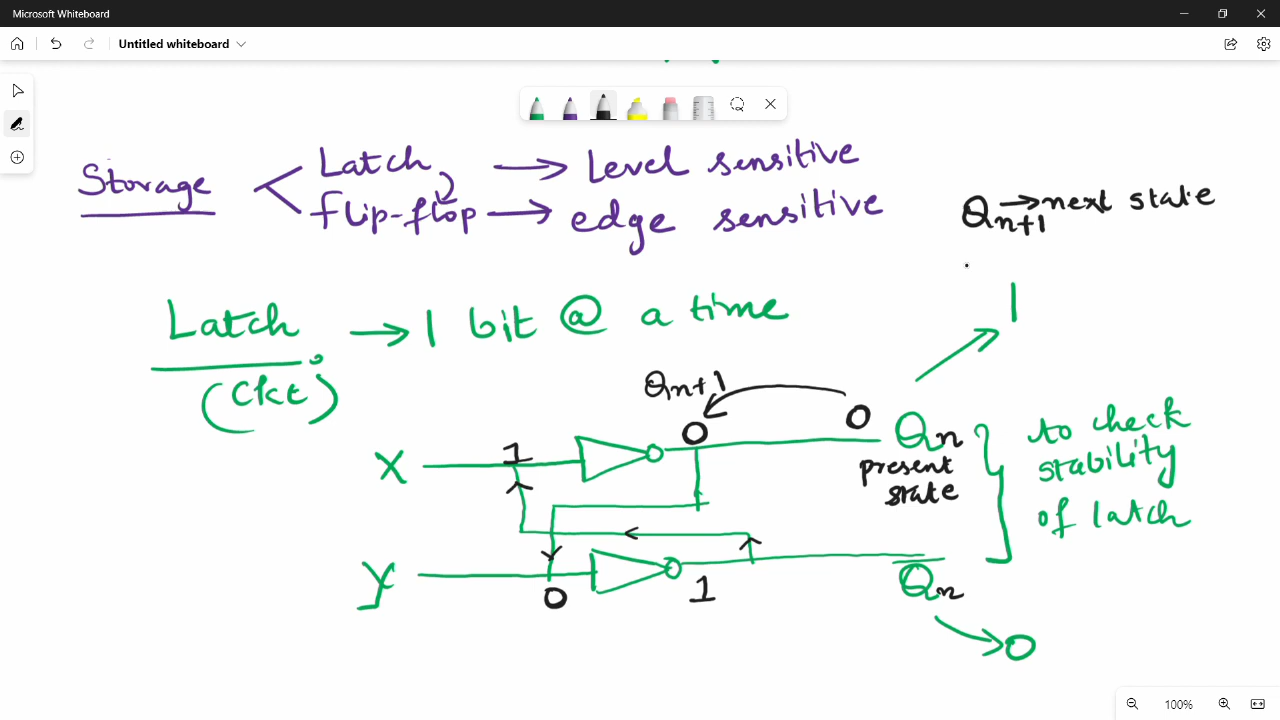 Microsoft Whiteboard
Untitled whiteboard
Storage < Latch → Level sensitive
flip-flop → edge sensitive
Qn+1 → next state
Latch → 1 bit @ a time
(Ckt)
1
Qn+1
0 0 Qn
X 1
present
state
to check
stability
of latch
Y 0 1 Qn
0
100%